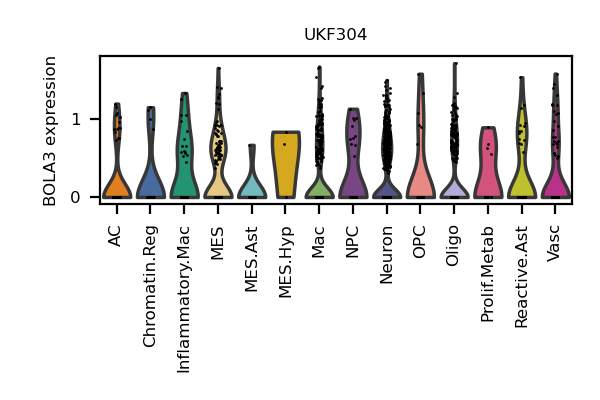 UKF304
BOLA3 expression
1
0
AC
Chromatin.Reg
Inflammatory.Mac
MES
MES.Ast
MES.Hyp
Mac
NPC
Neuron
OPC
Oligo
Prolif.Metab
Reactive.Ast
Vasc